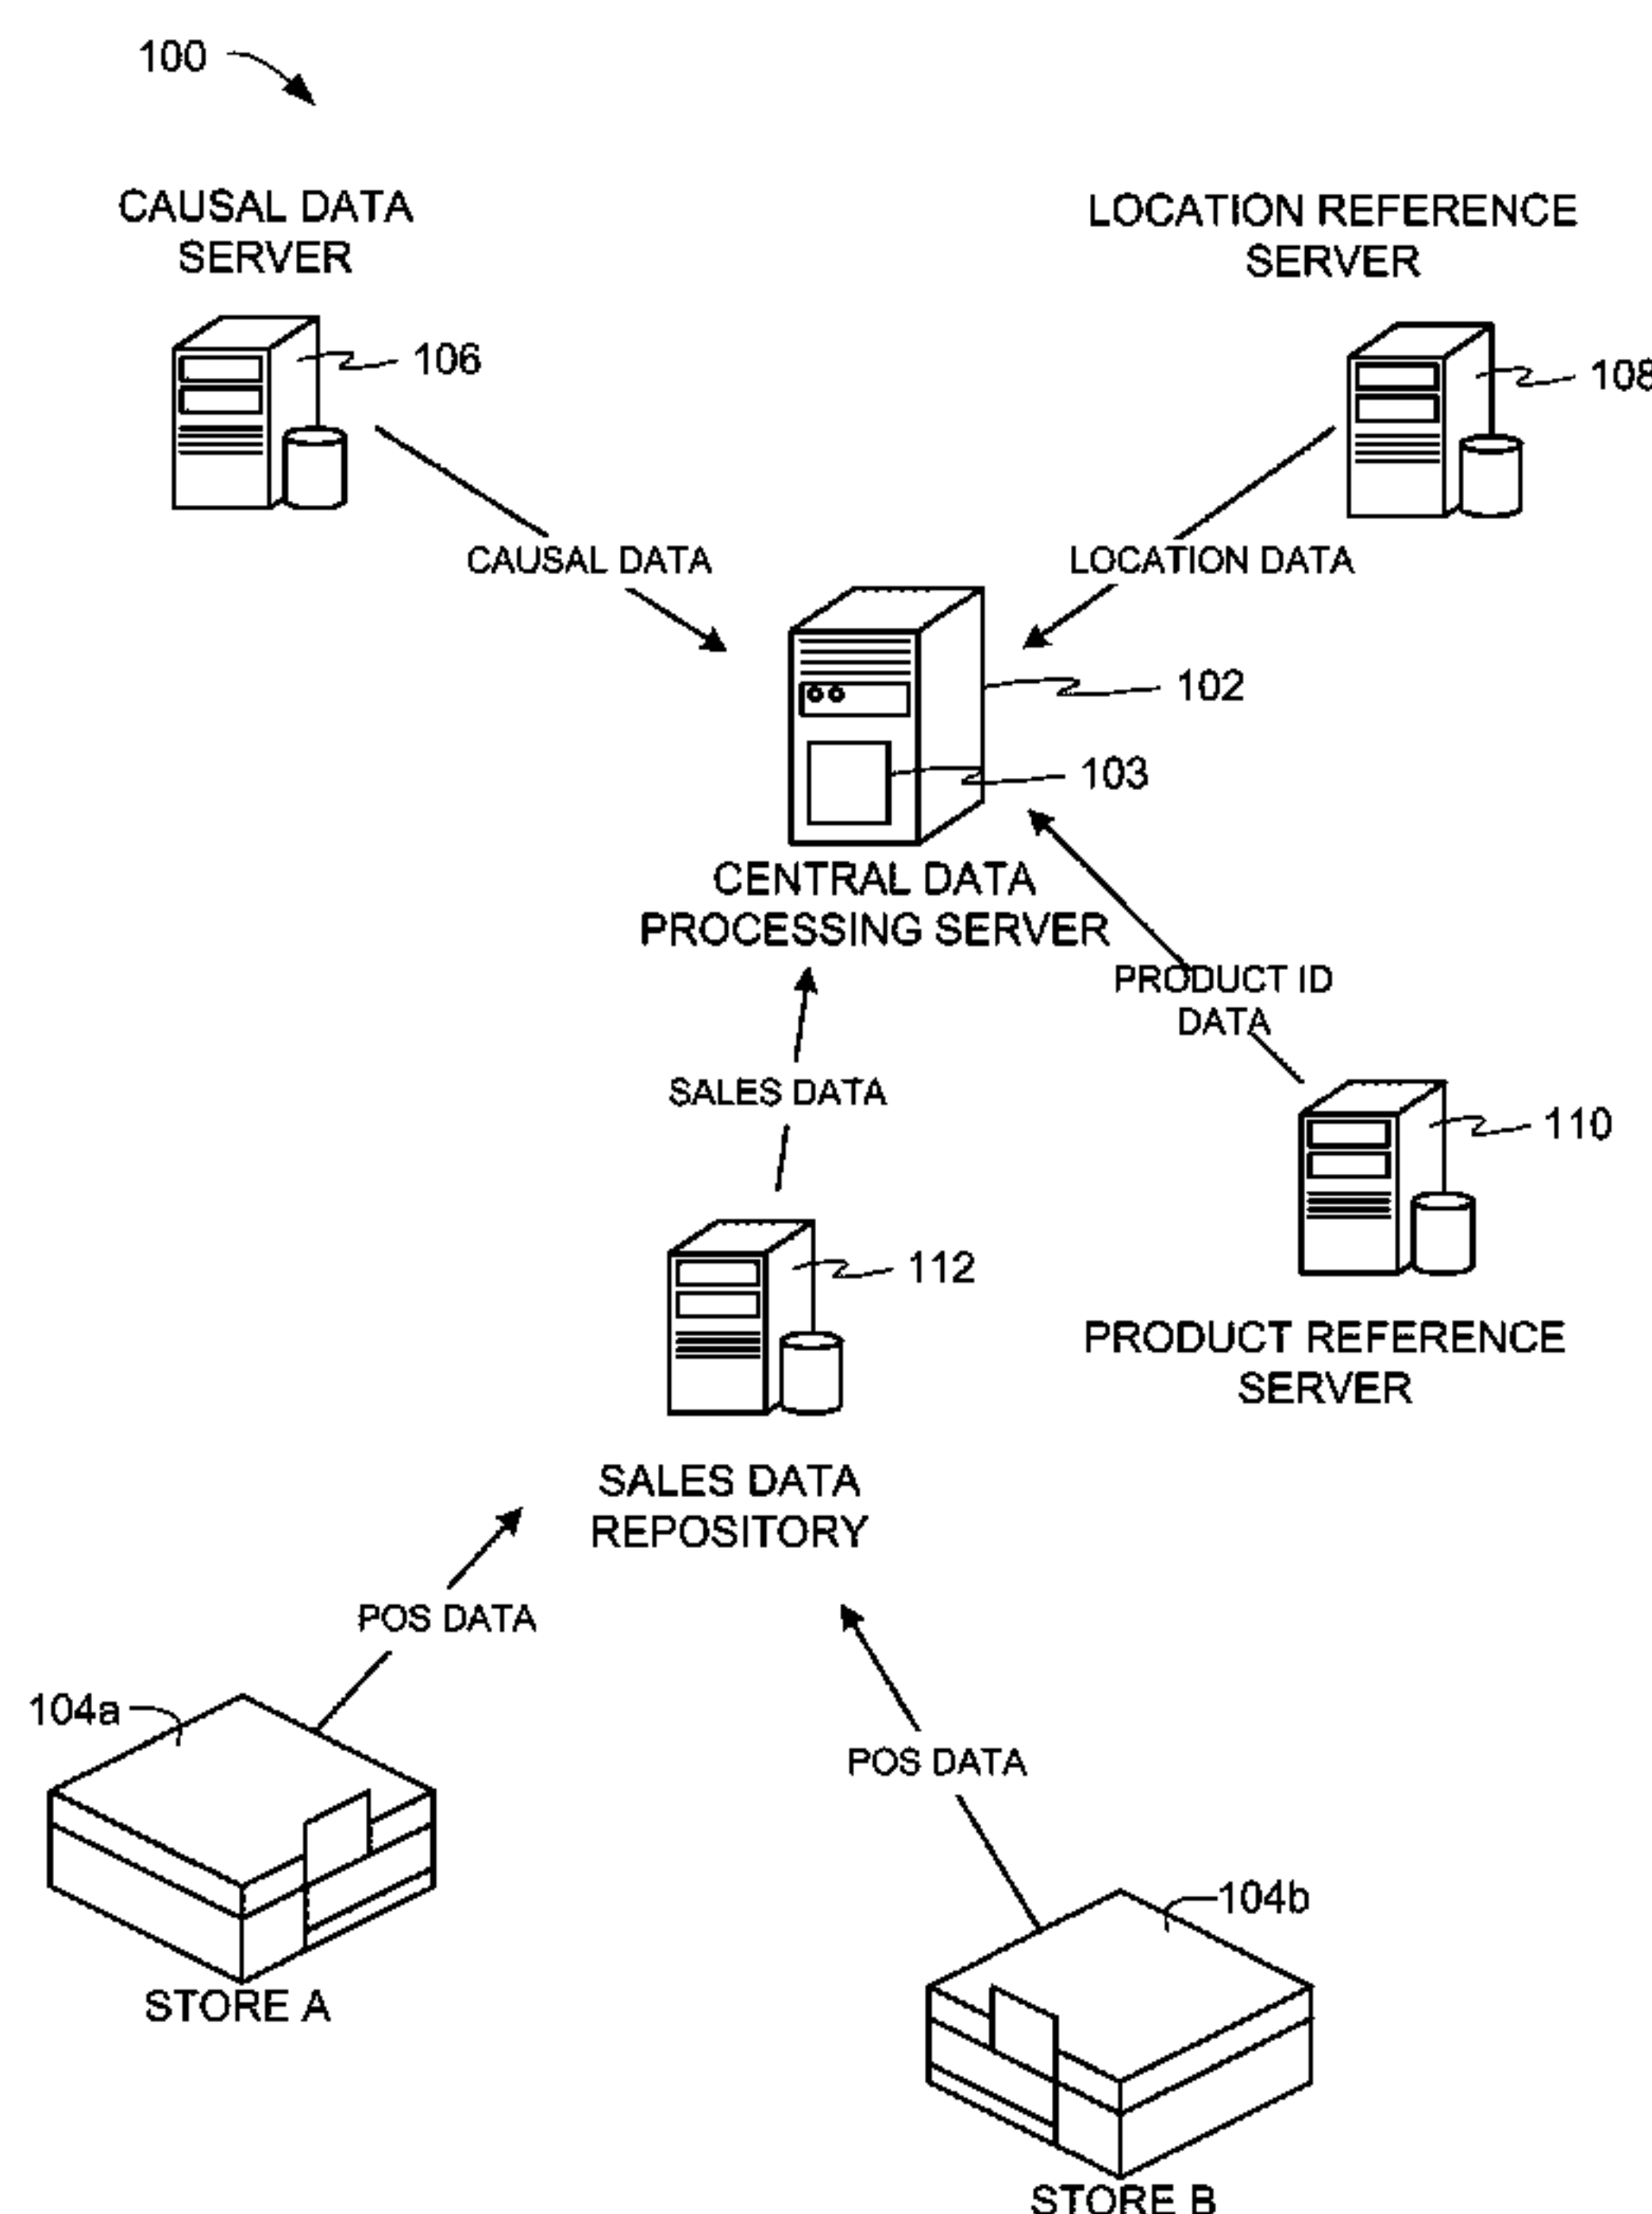 100
CAUSAL DATA
SERVER
LOCATION REFERENCE
SERVER
106
108
CAUSAL DATA
LOCATION DATA
102
103
CENTRAL DATA
PROCESSING SERVER
PRODUCT ID
DATA
SALES DATA
110
112
PRODUCT REFERENCE
SERVER
SALES DATA
REPOSITORY
POS DATA
104a
POS DATA
104b
STORE A
STORE B